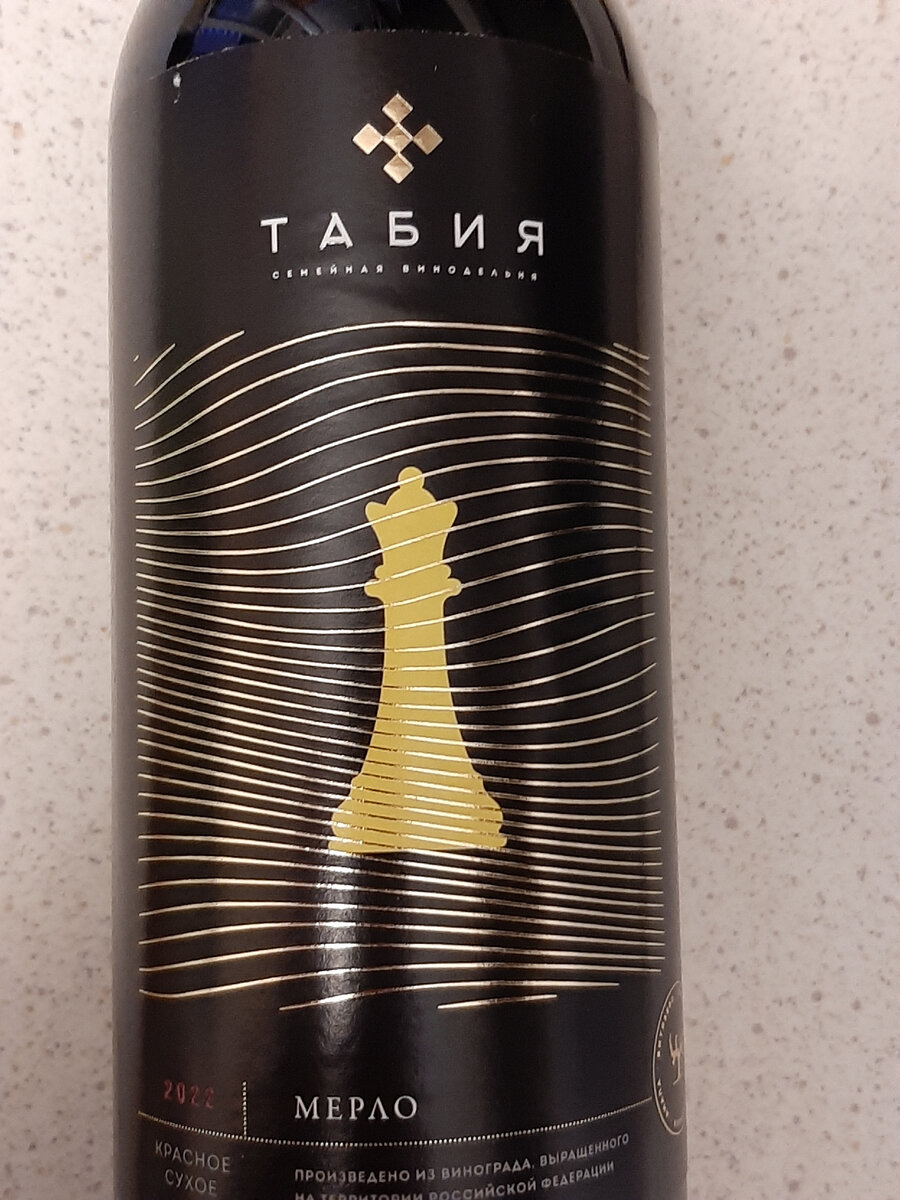 ТАБИЯ
СЕМЕЙНАЯ ВИНОДЕЛЬНЯ
2022
МЕРЛО
КРАСНОЕ
СУХОЕ
ПРОИЗВЕДЕНО ИЗ ВИНОГРАДА, ВЫРАЩЕННОГО
НА ТЕРРИТОРИИ РОССИЙСКОЙ ФЕДЕРАЦИИ